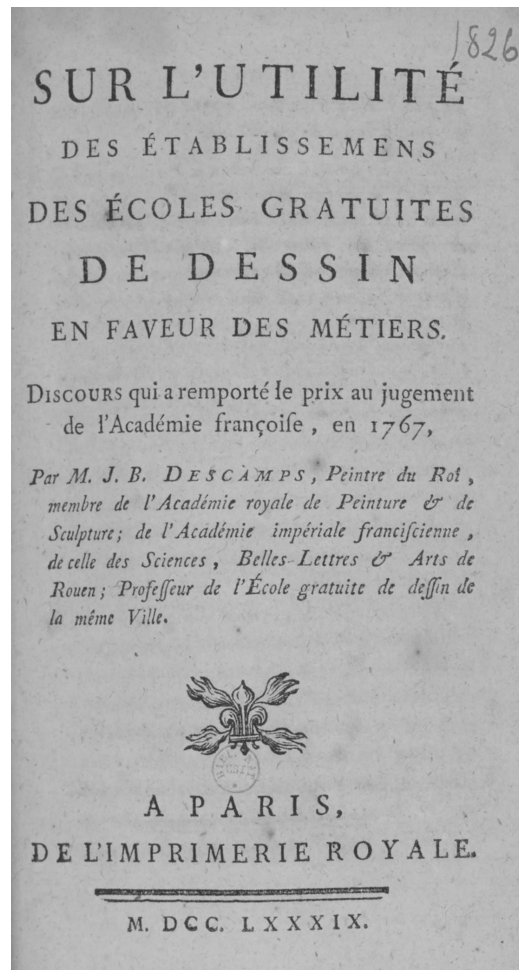 1826
SUR L'UTILITÉ
DES ÉTABLISSEMENS
DES ÉCOLES GRATUITES
DE DESSIN
EN FAVEUR DES MÉTIERS.
DISCOURS qui a remporté le prix au jugement
de l'Académie françoiſe, en 1767,
Par M. J. B. DESCAMPS, Peintre du Roi,
membre de l'Académie royale de Peinture & de
Sculpture; de l'Académie impériale franciſcienne,
de celle des Sciences, Belles-Lettres & Arts de
Rouen; Profeſſeur de l'École gratuite de deſſin de
la même Ville.
A PARIS,
DE L'IMPRIMERIE ROYALE.
M. DCC. LXXXIX.